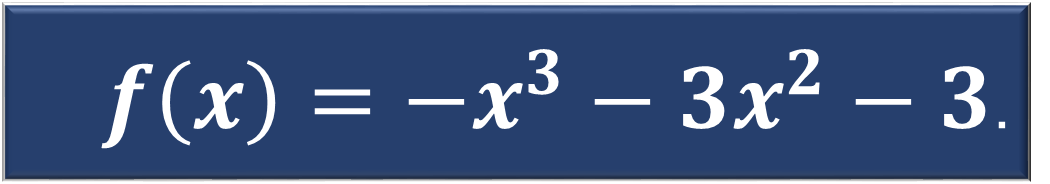 f(x) = −x³ − 3x² − 3.